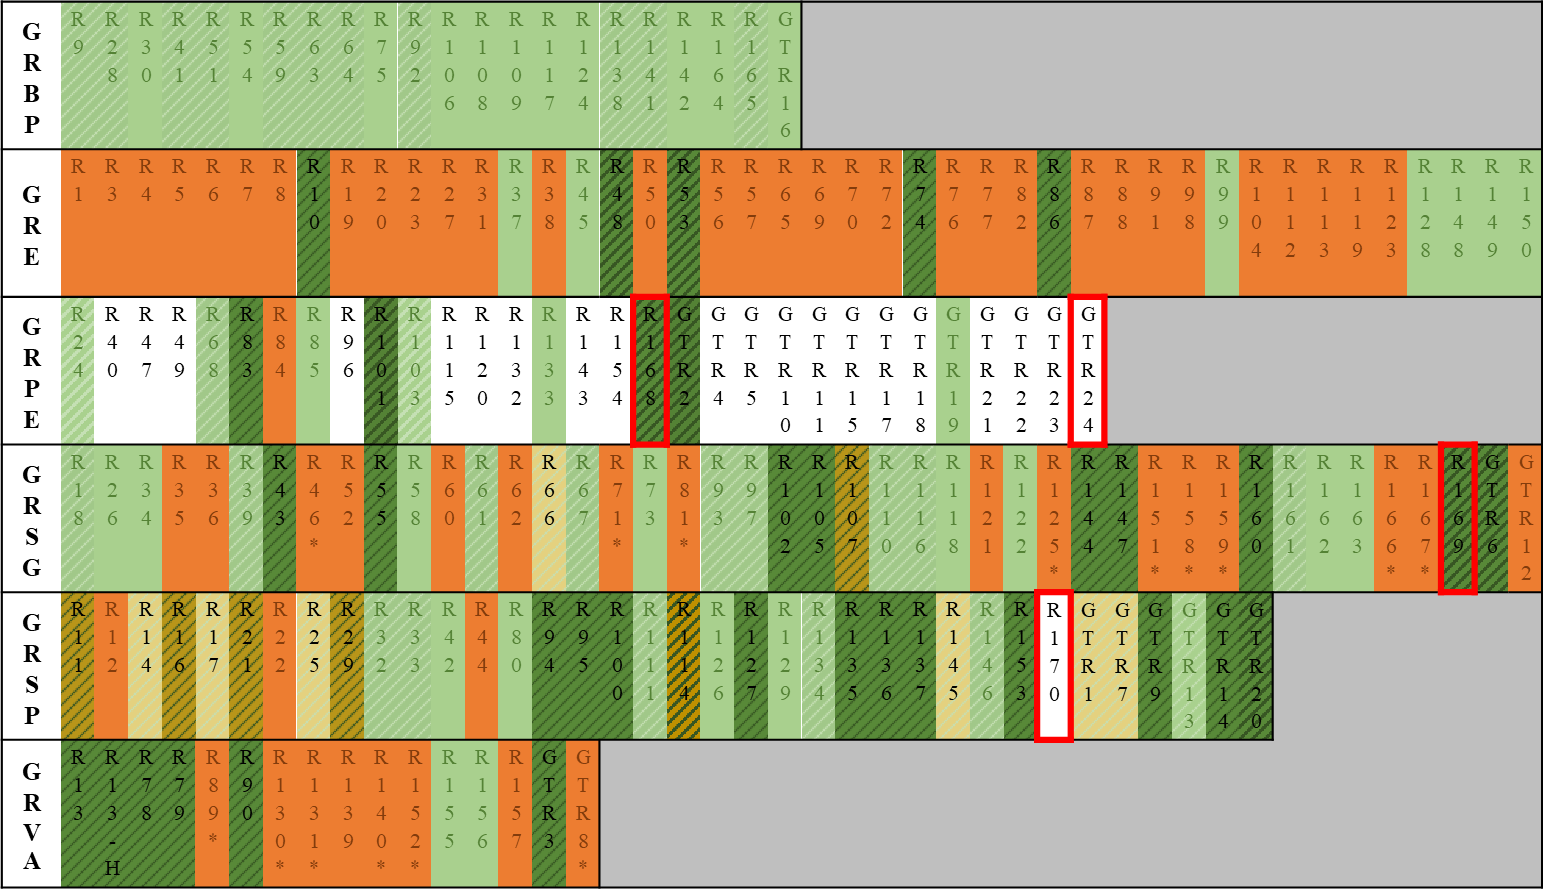 GRBP R9 R28 R30 R41 R51 R54 R59 R63 R64 R75 R92 R106 R108 R109 R117 R124 R138 R141 R142 R164 R165 GTR16
GRE R1 R3 R4 R5 R6 R7 R8 R10 R19 R20 R23 R27 R31 R37 R38 R45 R48 R50 R53 R56 R57 R65 R69 R70 R72 R74 R76 R77 R82 R86 R87 R88 R91 R98 R99 R104 R112 R113 R119 R123 R128 R148 R149 R150
GRPE R24 R40 R47 R49 R68 R83 R84 R85 R96 R101 R103 R115 R120 R132 R133 R143 R154 R168 GTR2 GTR4 GTR5 GTR10 GTR11 GTR15 GTR17 GTR18 GTR19 GTR21 GTR22 GTR23 GTR24
GRSG R18 R26 R34 R35 R36 R39 R43 R46* R52 R55 R58 R60 R61 R62 R66 R67 R71* R73 R81* R93 R97 R102 R105 R107 R110 R116 R118 R121 R122 R125* R144 R147 R151* R158* R159* R160 R161 R162 R163 R166* R167* R169 GTR6 GTR12
GRSP R11 R12 R14 R16 R17 R21 R22 R25 R29 R32 R33 R42 R44 R80 R94 R95 R100 R111 R114 R126 R127 R129 R134 R135 R136 R137 R145 R146 R153 R170 GTR1 GTR7 GTR9 GTR13 GTR14 GTR20
GRVA R13 R13-H R78 R79 R89* R90 R130* R131* R139 R140* R152* R155 R156 R157 GTR3 GTR8*